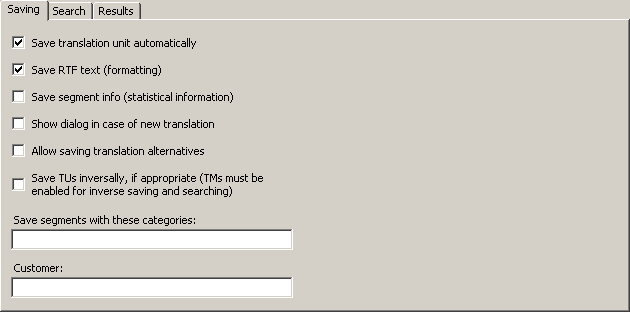 Saving Search Results
Save translation unit automatically
Save RTF text (formatting)
Save segment info (statistical information)
Show dialog in case of new translation
Allow saving translation alternatives
Save TUs inversally, if appropriate (TMs must be
enabled for inverse saving and searching)
Save segments with these categories:
Customer: